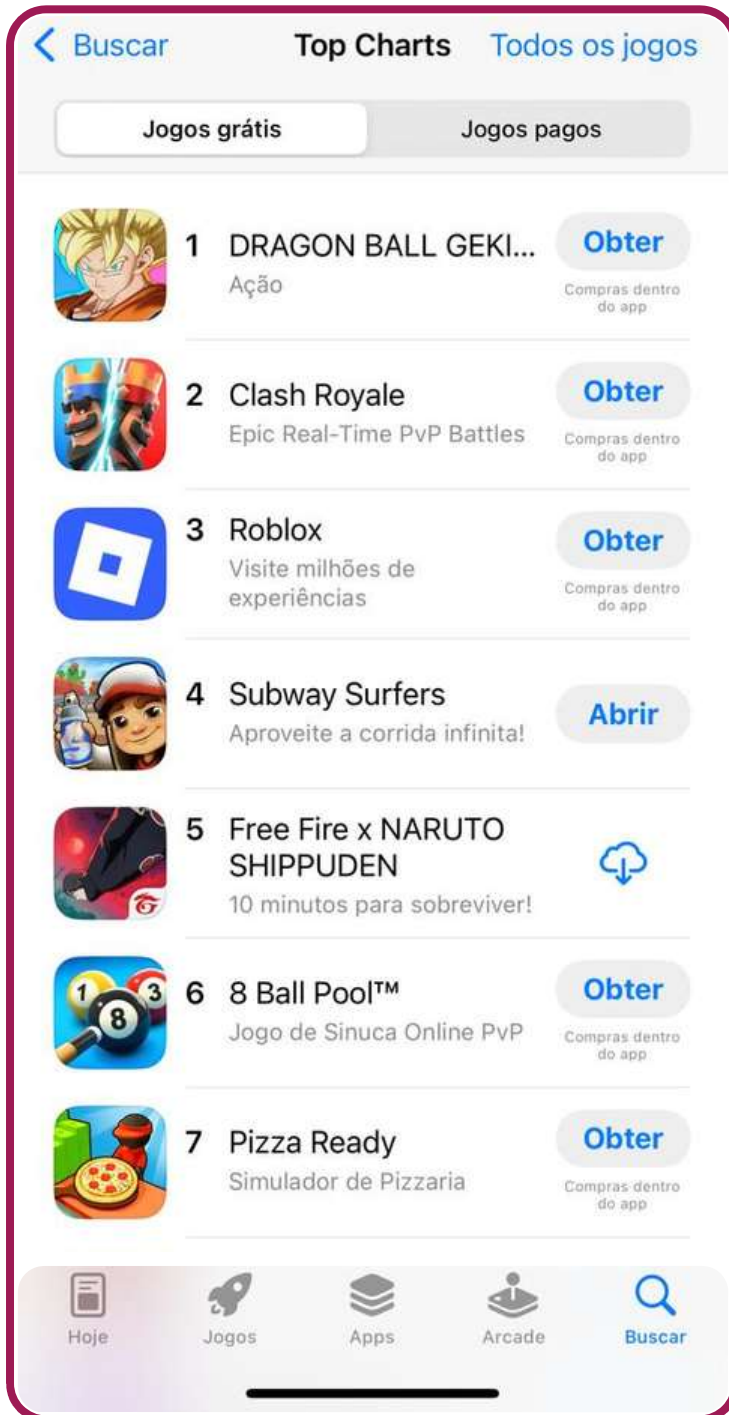 Buscar
Top Charts
Todos os jogos
Jogos grátis
Jogos pagos
1
DRAGON BALL GEKI...
Ação
Obter
Compras dentro
do app
2
Clash Royale
Epic Real-Time PvP Battles
Obter
Compras dentro
do app
3
Roblox
Visite milhões de
experiências
Obter
Compras dentro
do app
4
Subway Surfers
Aproveite a corrida infinita!
Abrir
5
Free Fire x NARUTO
SHIPPUDEN
10 minutos para sobreviver!
1
3
8
6
8 Ball Pool™
Jogo de Sinuca Online PvP
Obter
Compras dentro
do app
7
Pizza Ready
Simulador de Pizzaria
Obter
Compras dentro
do app
Hoje
Jogos
Apps
Arcade
Buscar